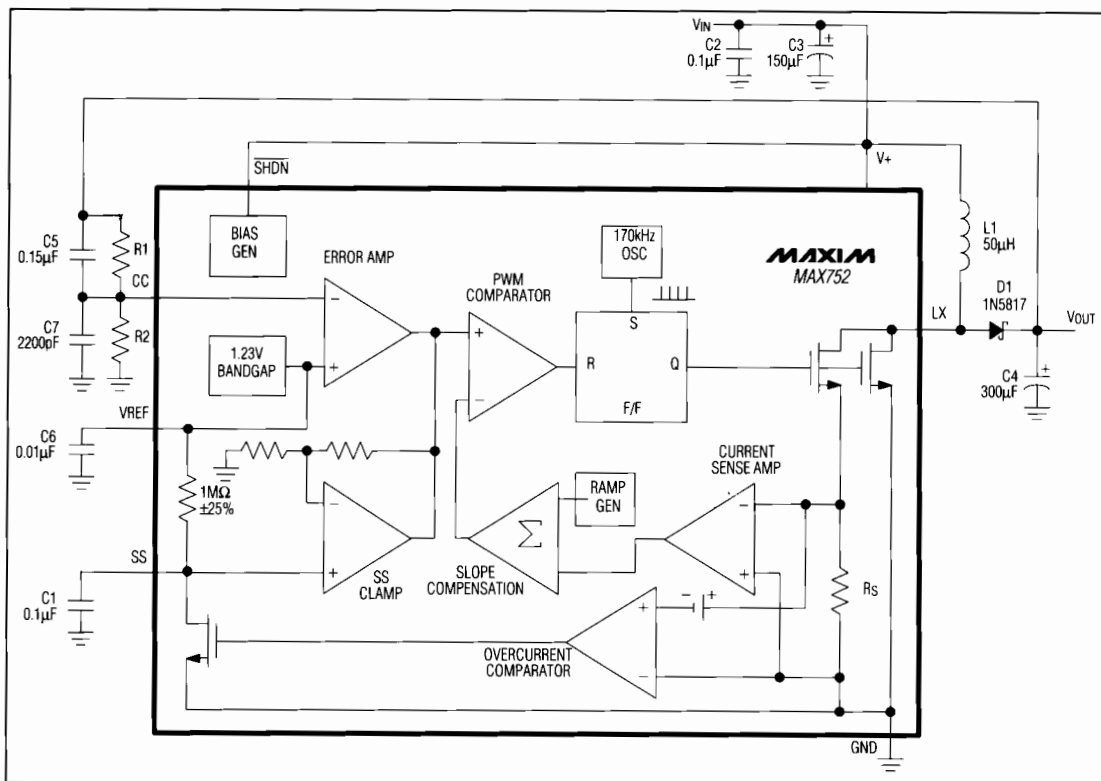 VIN
C2
0.1μF
C3
150μF
+
SHDN
V+
BIAS
GEN
170kHz
OSC
MAXIM
MAX752
L1
50μH
C5
0.15μF
R1
CC
ERROR AMP
PWM
COMPARATOR
D1
1N5817
LX
VOUT
C7
2200pF
R2
1.23V
BANDGAP
−
+
+
−
S
R
Q
F/F
C4
300μF
+
VREF
C6
0.01μF
1MΩ
±25%
CURRENT
SENSE AMP
RAMP
GEN
−
+
−
+
Σ
SS
SS
CLAMP
SLOPE
COMPENSATION
RS
C1
0.1μF
− +
+
−
OVERCURRENT
COMPARATOR
GND